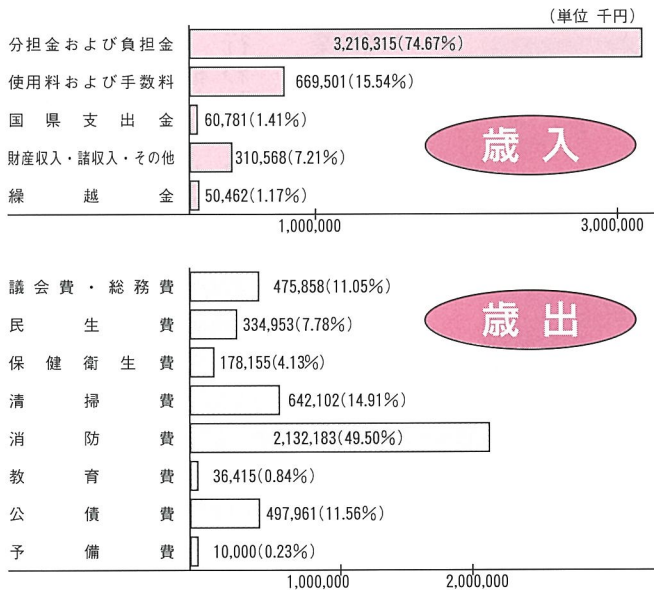 (単位 千円)
分担金および負担金 3,216,315(74.67%)
使用料および手数料 669,501(15.54%)
国県支出金 60,781(1.41%)
財産収入・諸収入・その他 310,568(7.21%)
繰越金 50,462(1.17%)
歳入
1,000,000 3,000,000
議会費・総務費 475,858(11.05%)
民生費 334,953(7.78%)
保健衛生費 178,155(4.13%)
清掃費 642,102(14.91%)
消防費 2,132,183(49.50%)
教育費 36,415(0.84%)
公債費 497,961(11.56%)
予備費 10,000(0.23%)
歳出
1,000,000 2,000,000